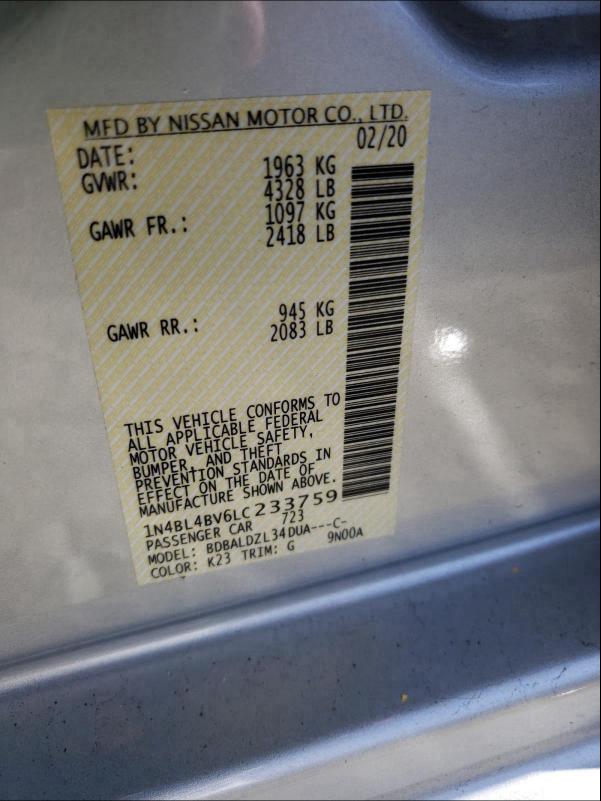 MFD BY NISSAN MOTOR CO., LTD.
DATE: 02/20
GVWR: 1963 KG
4328 LB
GAWR FR.: 1097 KG
2418 LB
GAWR RR.: 945 KG
2083 LB
THIS VEHICLE CONFORMS TO
ALL APPLICABLE FEDERAL
MOTOR VEHICLE SAFETY,
BUMPER, AND THEFT
PREVENTION STANDARDS IN
EFFECT ON THE DATE OF
MANUFACTURE SHOWN ABOVE.
1N4BL4BV6LC233759
PASSENGER CAR 723
MODEL: BDBALDZL34DUA---C-
COLOR: K23 TRIM: G 9N00A